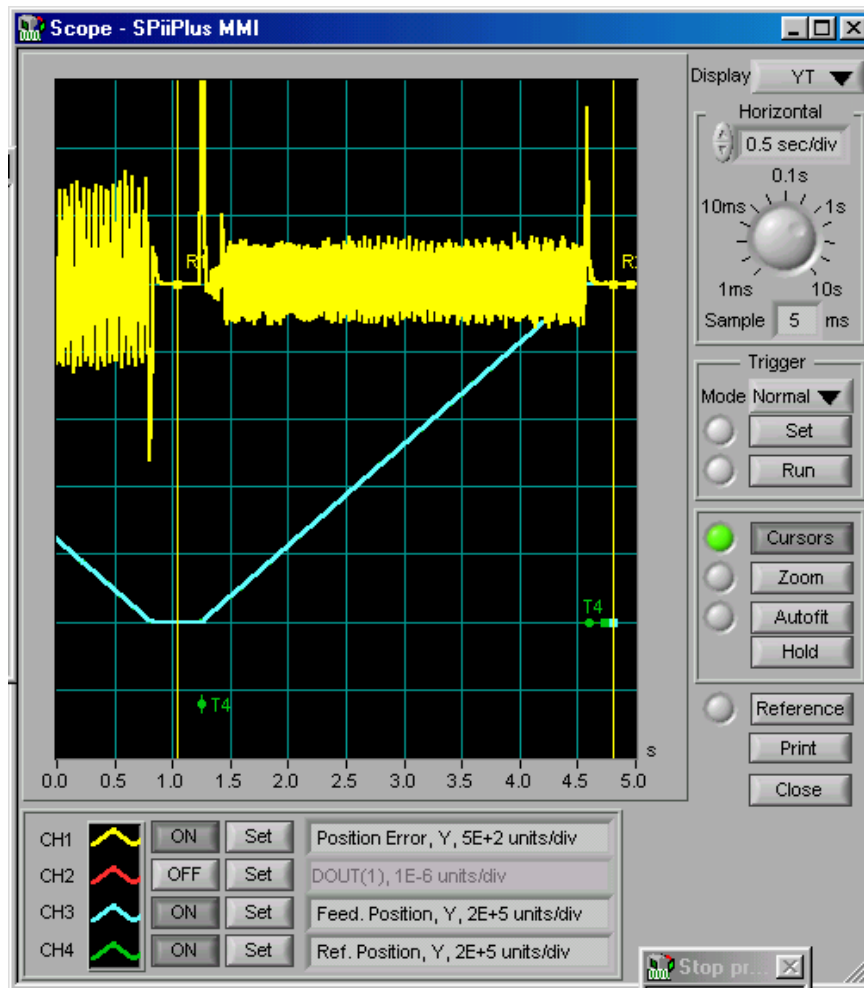 Scope - SPiiPlus MMI
Display YT
Horizontal
0.5 sec/div
0.1s
10ms 1s
1ms 10s
Sample 5 ms
Trigger
Mode Normal
Set
Run
Cursors
Zoom
Autofit
Hold
Reference
Print
Close
T4
T4
s
0.0 0.5 1.0 1.5 2.0 2.5 3.0 3.5 4.0 4.5 5.0
CH1 ON Set Position Error, Y, 5E+2 units/div
CH2 OFF Set DOUT(1), 1E-6 units/div
CH3 ON Set Feed. Position, Y, 2E+5 units/div
CH4 ON Set Ref. Position, Y, 2E+5 units/div
Stop pr...